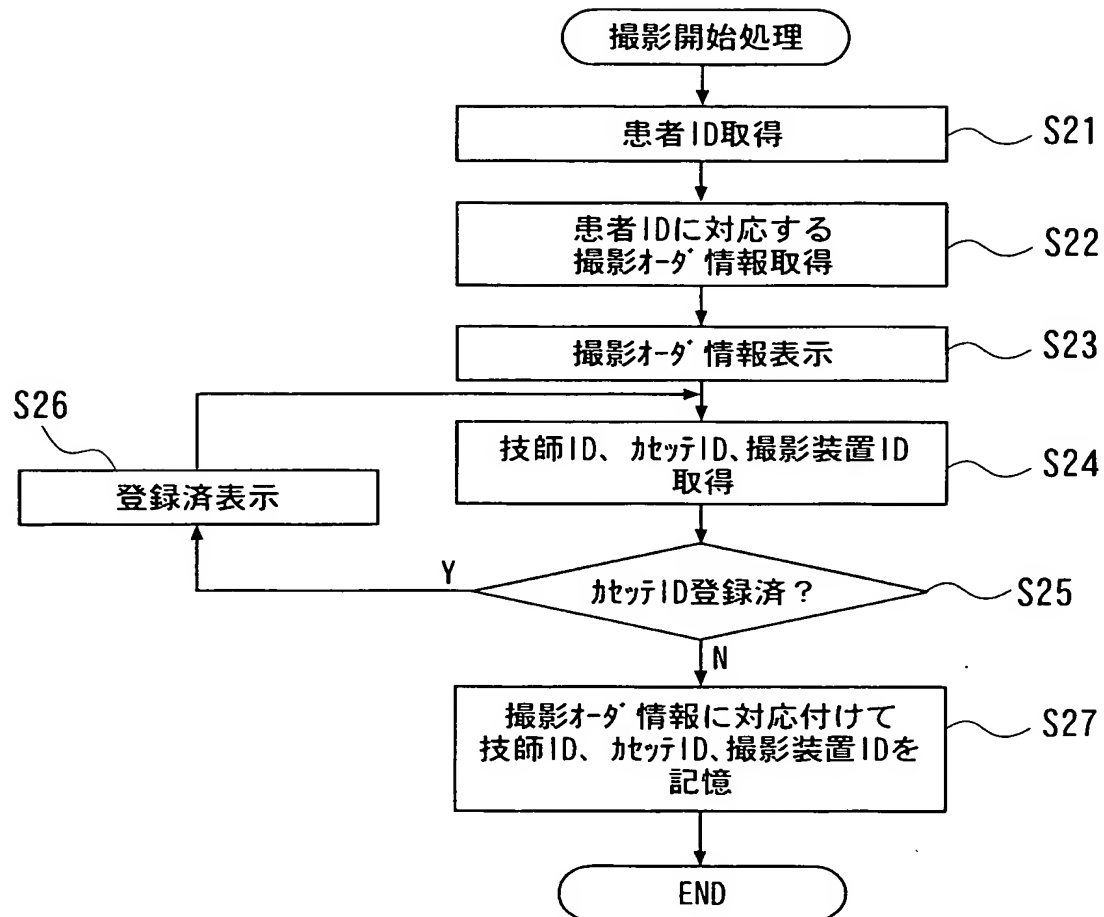 撮影開始処理
患者ID取得
S21
患者IDに対応する
撮影ｵｰﾀﾞ情報取得
S22
撮影ｵｰﾀﾞ情報表示
S23
S26
登録済表示
技師ID、ｶｾｯﾃID、撮影装置ID
取得
S24
Y
ｶｾｯﾃID登録済？
S25
N
撮影ｵｰﾀﾞ情報に対応付けて
技師ID、ｶｾｯﾃID、撮影装置IDを
記憶
S27
END